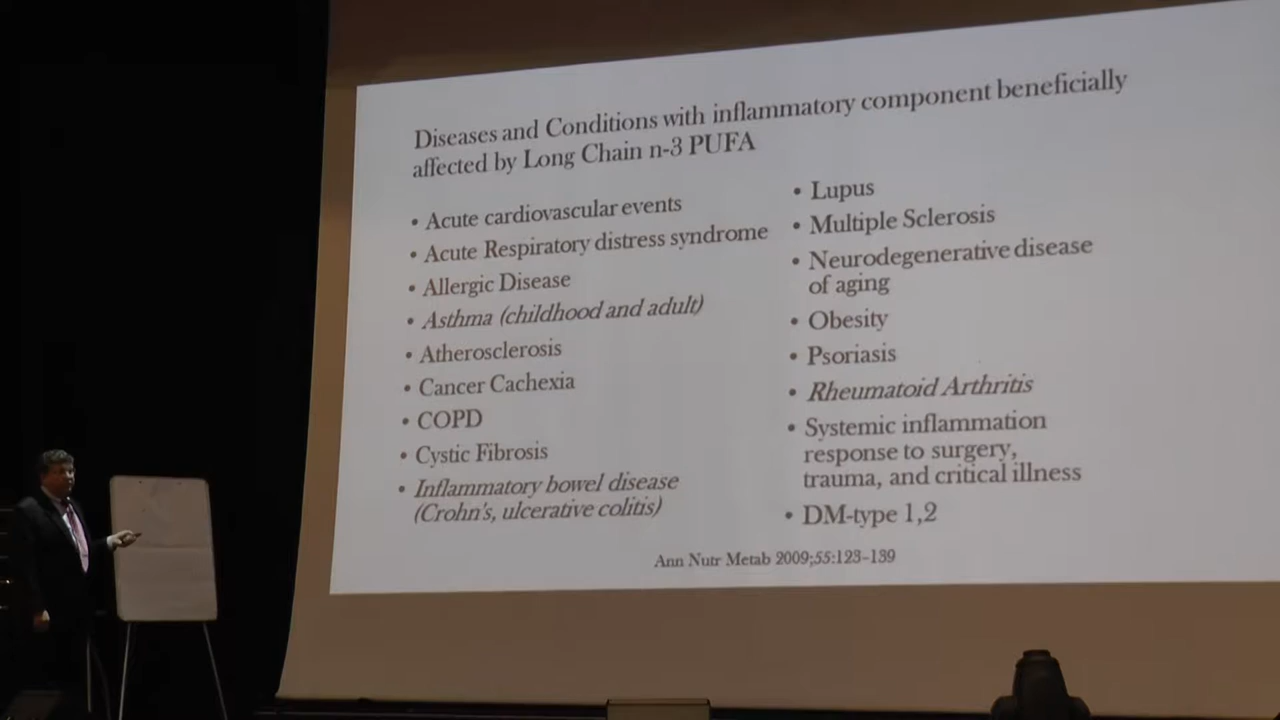 Diseases and Conditions with inflammatory component beneficially
affected by Long Chain n-3 PUFA
• Acute cardiovascular events
• Acute Respiratory distress syndrome
• Allergic Disease
• Asthma (childhood and adult)
• Atherosclerosis
• Cancer Cachexia
• COPD
• Cystic Fibrosis
• Inflammatory bowel disease
(Crohn's, ulcerative colitis)
• Lupus
• Multiple Sclerosis
• Neurodegenerative disease
of aging
• Obesity
• Psoriasis
• Rheumatoid Arthritis
• Systemic inflammation
response to surgery,
trauma, and critical illness
• DM-type 1,2
Ann Nutr Metab 2009;55:123-139